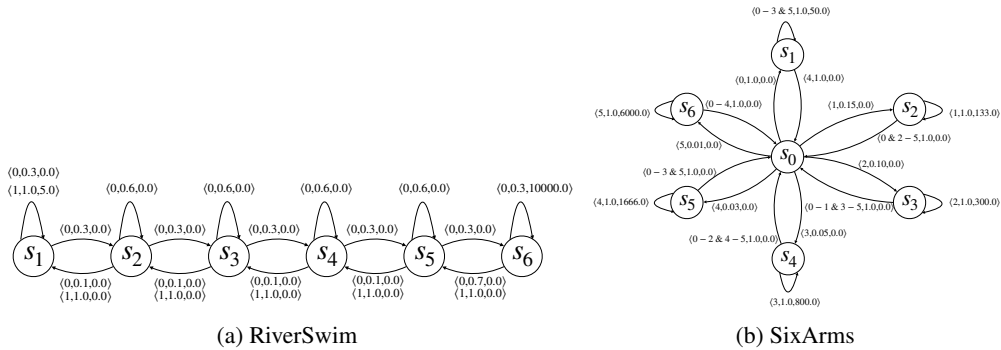 ⟨0,0.3,0.0⟩
⟨1,1.0,5.0⟩
⟨0,0.6,0.0⟩ ⟨0,0.6,0.0⟩ ⟨0,0.6,0.0⟩ ⟨0,0.6,0.0⟩ ⟨0,0.3,10000.0⟩
⟨0,0.3,0.0⟩ ⟨0,0.3,0.0⟩ ⟨0,0.3,0.0⟩ ⟨0,0.3,0.0⟩ ⟨0,0.3,0.0⟩
s1 s2 s3 s4 s5 s6
⟨0,0.1,0.0⟩ ⟨0,0.1,0.0⟩ ⟨0,0.1,0.0⟩ ⟨0,0.1,0.0⟩ ⟨0,0.7,0.0⟩
⟨1,1.0,0.0⟩ ⟨1,1.0,0.0⟩ ⟨1,1.0,0.0⟩ ⟨1,1.0,0.0⟩ ⟨1,1.0,0.0⟩
(a) RiverSwim
⟨0 − 3 & 5,1.0,50.0⟩
s1
⟨0,1.0,0.0⟩ ⟨4,1.0,0.0⟩
s6 ⟨0 − 4,1.0,0.0⟩ ⟨1,0.15,0.0⟩ s2
⟨5,1.0,6000.0⟩ ⟨1,1.0,133.0⟩
⟨5,0.01,0.0⟩ ⟨0 & 2 − 5,1.0,0.0⟩
s0
⟨0 − 3 & 5,1.0,0.0⟩ ⟨2,0.10,0.0⟩
⟨4,1.0,1666.0⟩ s5 ⟨4,0.03,0.0⟩ ⟨0 − 1 & 3 − 5,1.0,0.0⟩ s3 ⟨2,1.0,300.0⟩
⟨0 − 2 & 4 − 5,1.0,0.0⟩ ⟨3,0.05,0.0⟩
s4
⟨3,1.0,800.0⟩
(b) SixArms